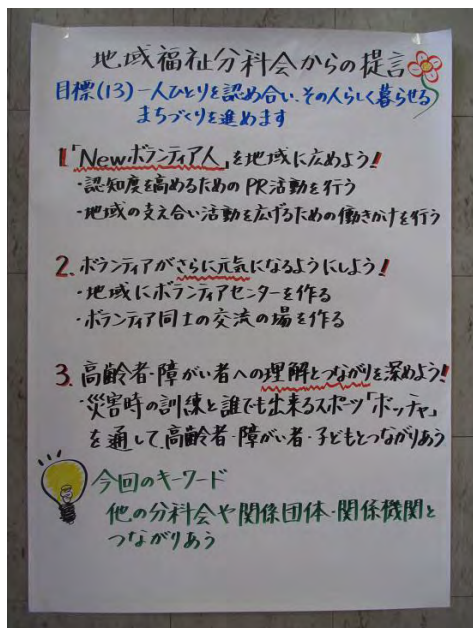 地域福祉分科会からの提言
目標(13)一人ひとりを認め合い、その人らしく暮らせる
まちづくりを進めます
1.「Newボランティア人」を地域に広めよう!
・認知度を高めるためのPR活動を行う
・地域の支え合い活動を広げるための働きかけを行う
2.ボランティアがさらに元気になるようにしよう!
・地域にボランティアセンターを作る
・ボランティア同士の交流の場を作る
3.高齢者・障がい者への理解とつながりを深めよう!
・災害時の訓練と誰でも出来るスポーツ「ボッチャ」
を通して、高齢者・障がい者・子どもとつながりあう
今回のキーワード
他の分科会や関係団体・関係機関と
つながりあう